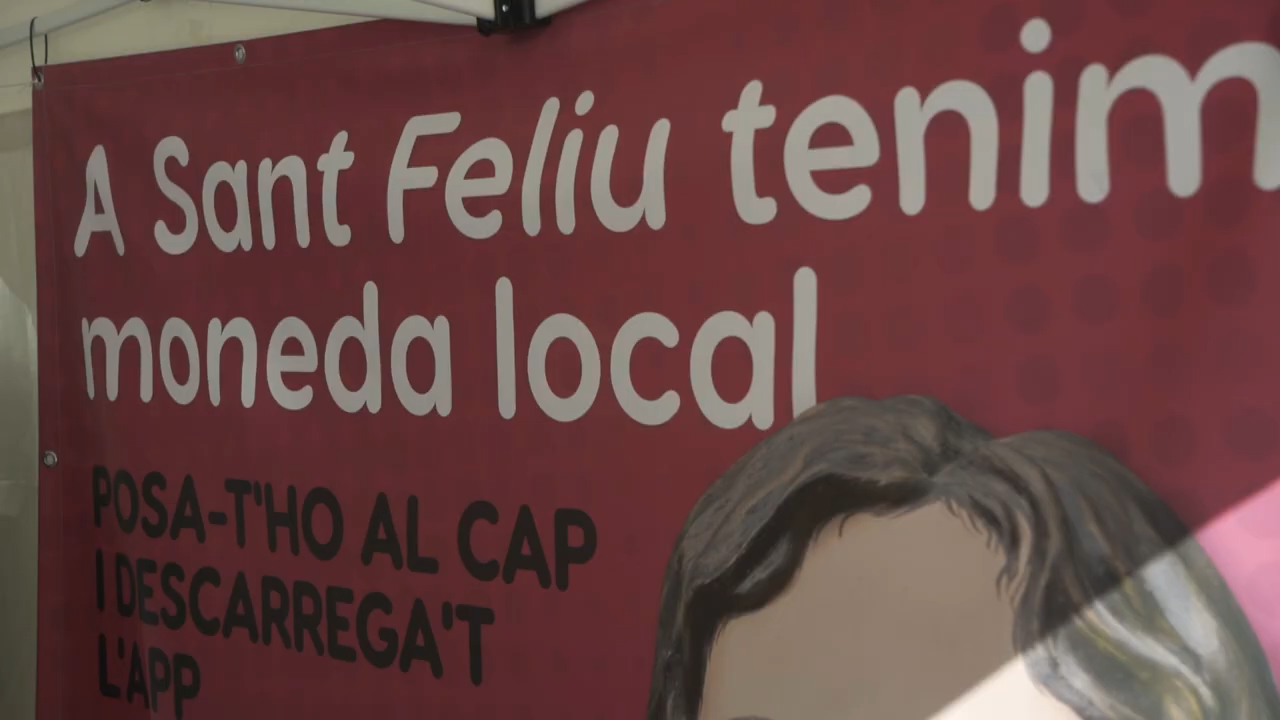 A Sant Feliu tenim
moneda local
POSA-T'HO AL CAP
I DESCARREGA'T
L'APP